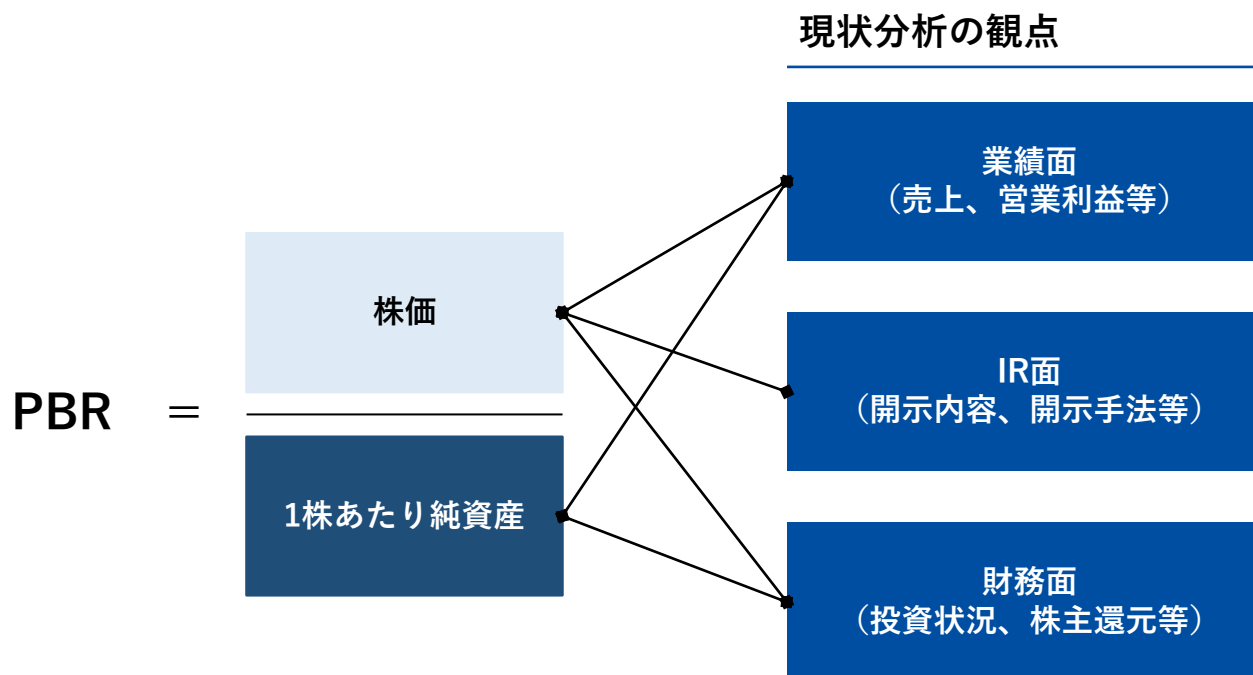 現状分析の観点
業績面
（売上、営業利益等）
株価
IR面
（開示内容、開示手法等）
PBR =
1株あたり純資産
財務面
（投資状況、株主還元等）